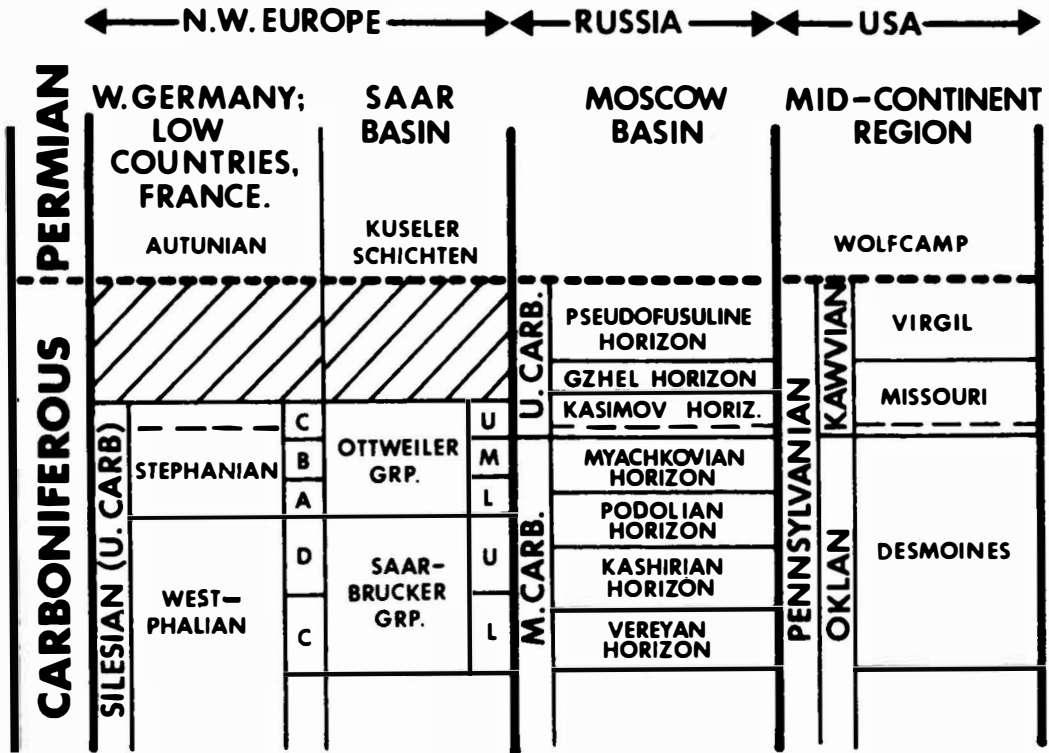 N.W. EUROPE
RUSSIA
USA
PERMIAN
CARBONIFEROUS
W. GERMANY;
LOW
COUNTRIES,
FRANCE.
AUTUNIAN
SAAR
BASIN
KUSELER
SCHICHTEN
MOSCOW
BASIN
MID-CONTINENT
REGION
WOLFCAMP
SILESIAN (U. CARB)
STEPHANIAN
C
B
A
WEST-
PHALIAN
D
C
OTTWEILER
GRP.
U
M
L
SAAR-
BRUCKER
GRP.
U
L
U. CARB.
PSEUDOFUSULINE
HORIZON
GZHEL HORIZON
KASIMOV HORIZ.
M. CARB.
MYACHKOVIAN
HORIZON
PODOLIAN
HORIZON
KASHIRIAN
HORIZON
VEREYAN
HORIZON
PENNSYLVANIAN
KAWVIAN
VIRGIL
MISSOURI
OKLAN
DESMOINES